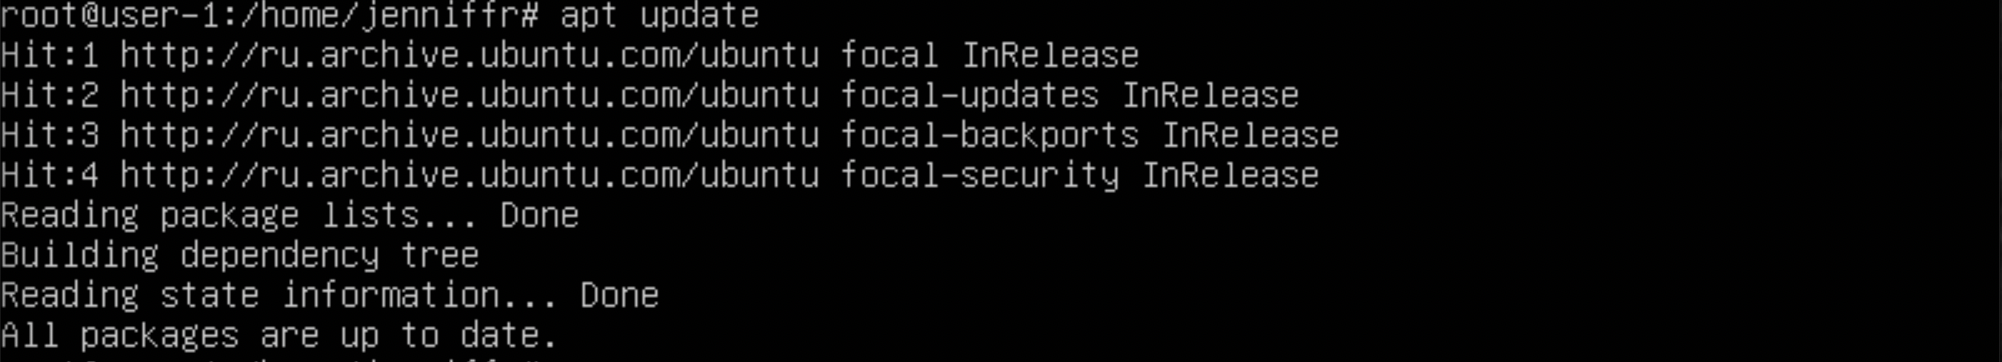 root@user-1:/home/jenniffr# apt update
Hit:1 http://ru.archive.ubuntu.com/ubuntu focal InRelease
Hit:2 http://ru.archive.ubuntu.com/ubuntu focal-updates InRelease
Hit:3 http://ru.archive.ubuntu.com/ubuntu focal-backports InRelease
Hit:4 http://ru.archive.ubuntu.com/ubuntu focal-security InRelease
Reading package lists... Done
Building dependency tree
Reading state information... Done
All packages are up to date.